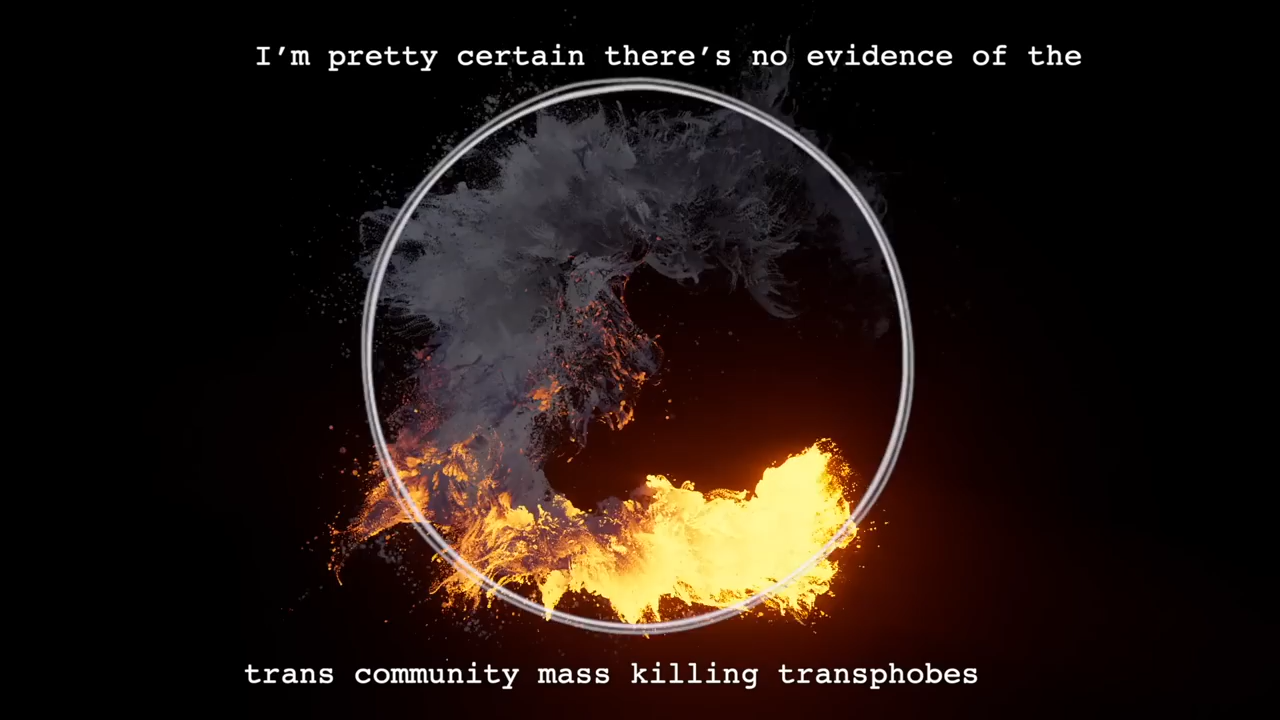 I’m pretty certain there’s no evidence of the
trans community mass killing transphobes